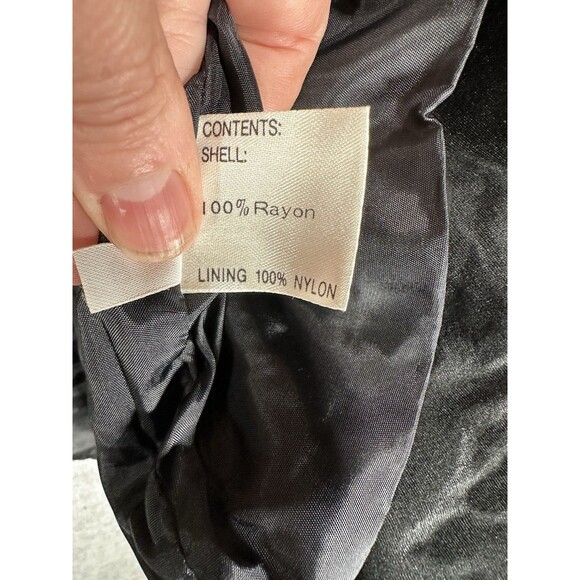 CONTENTS:
SHELL:
100% Rayon
LINING 100% NYLON